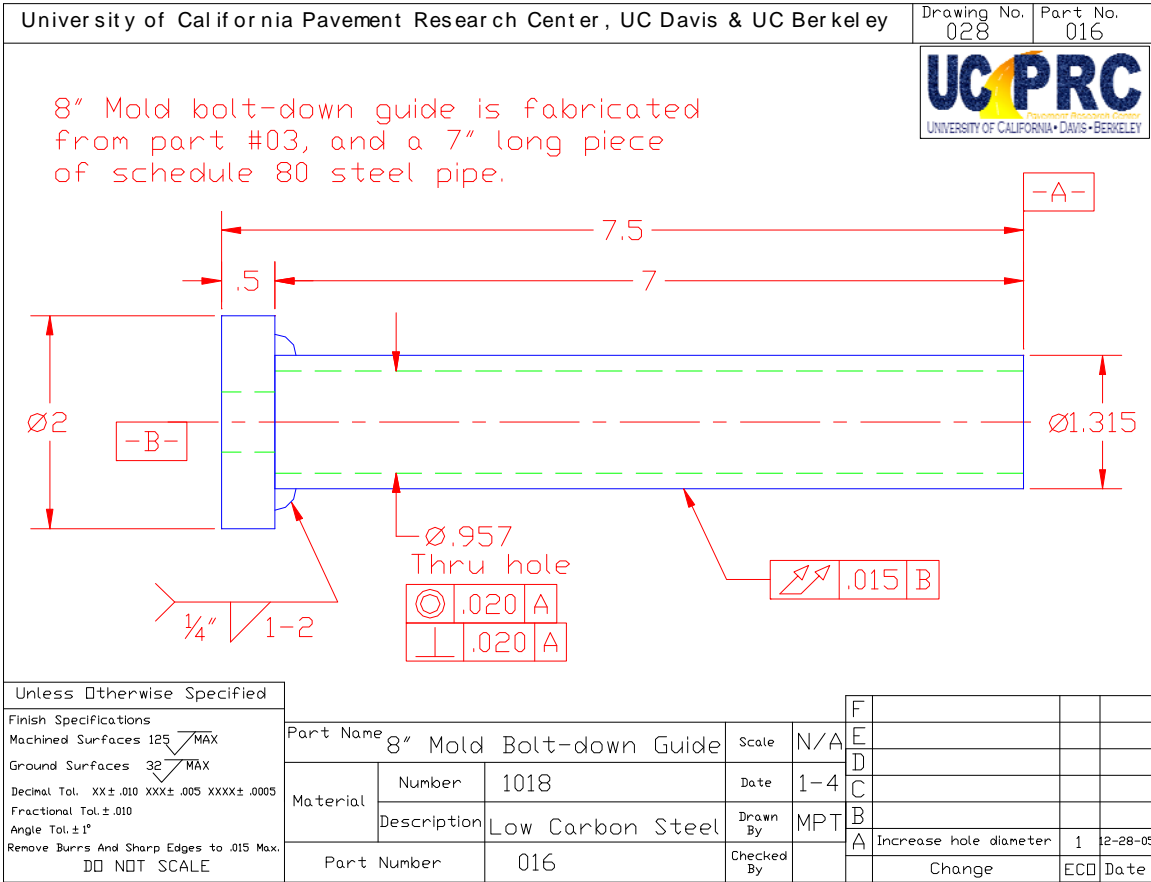 University of California Pavement Research Center, UC Davis & UC Berkeley
Drawing No.
028
Part No.
016
UCPRC
Pavement Research Center
UNIVERSITY OF CALIFORNIA • DAVIS • BERKELEY
8" Mold bolt-down guide is fabricated
from part #03, and a 7" long piece
of schedule 80 steel pipe.
-A-
7.5
.5
7
Ø2
-B-
Ø1.315
Ø.957
Thru hole
◎ .020 A
⊥ .020 A
.015 B
1/4" 1-2
Unless Otherwise Specified
Finish Specifications
Machined Surfaces 125 MAX
Ground Surfaces 32 MAX
Decimal Tol. XX± .010 XXX± .005 XXXX± .0005
Fractional Tol. ± .010
Angle Tol. ± 1°
Remove Burrs And Sharp Edges to .015 Max.
DO NOT SCALE
Part Name 8" Mold Bolt-down Guide
Material
Number 1018
Description Low Carbon Steel
Part Number 016
Scale N/A
Date 1-4
Drawn By MPT
Checked By
F
E
D
C
B
A Increase hole diameter 1 12-28-05
Change ECO Date